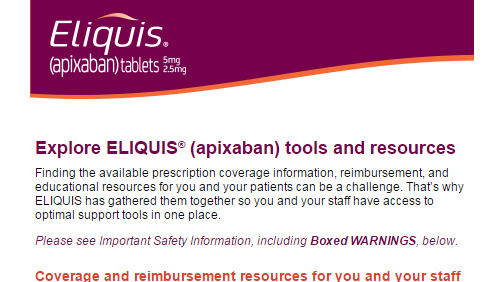 Eliquis®
(apixaban) tablets 5mg
2.5mg
Explore ELIQUIS® (apixaban) tools and resources
Finding the available prescription coverage information, reimbursement, and
educational resources for you and your patients can be a challenge. That's why
ELIQUIS has gathered them together so you and your staff have access to
optimal support tools in one place.
Please see Important Safety Information, including Boxed WARNINGS, below.
Coverage and reimbursement resources for you and your staff